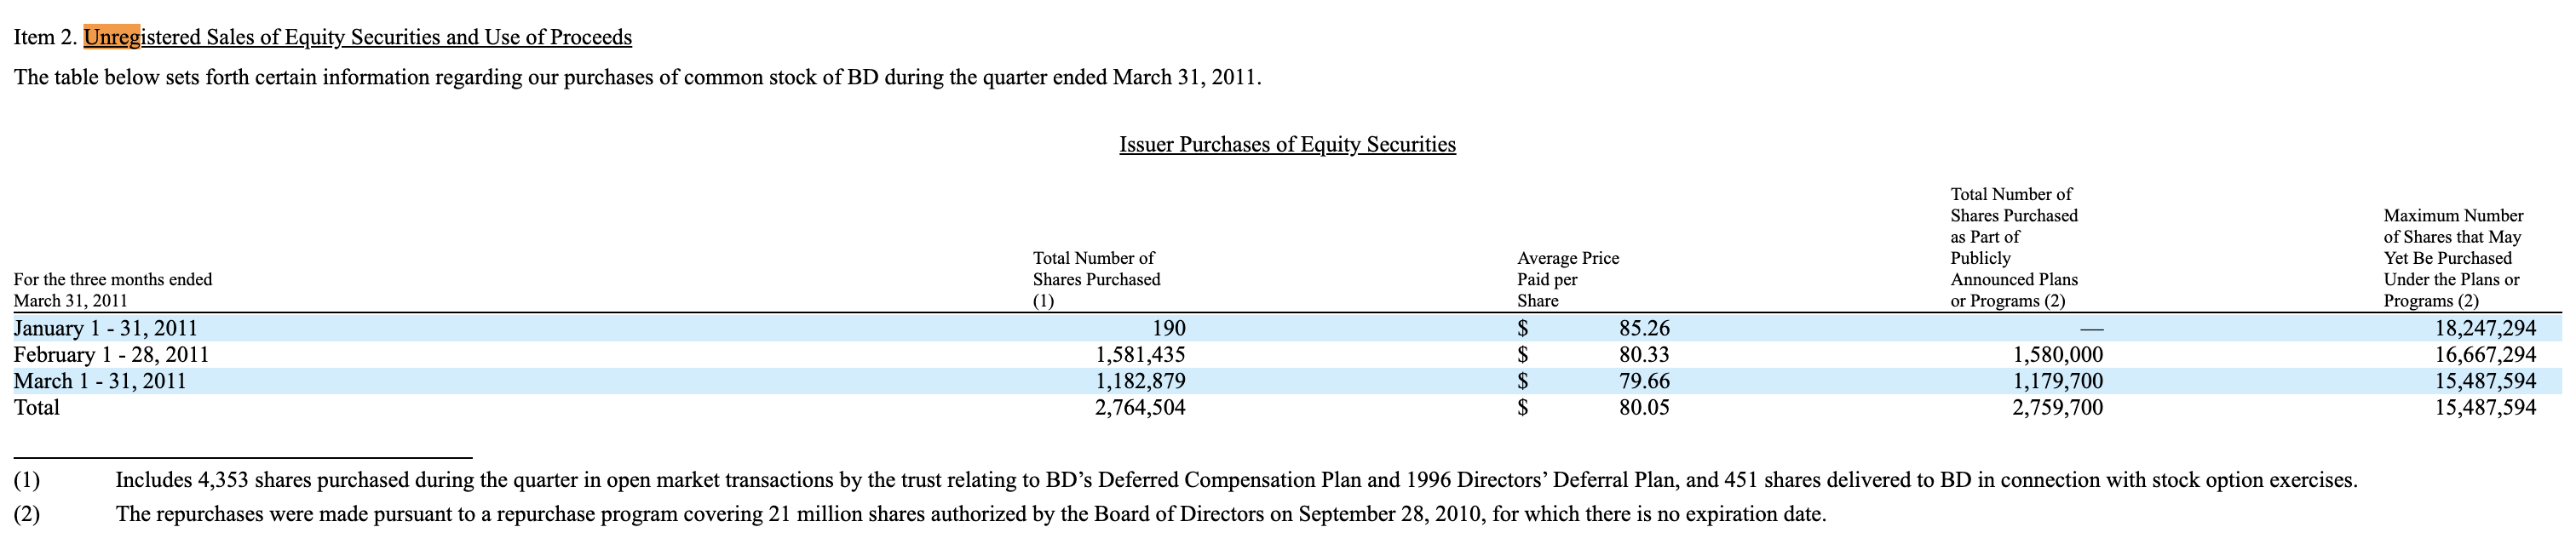 Item 2. Unregistered Sales of Equity Securities and Use of Proceeds
The table below sets forth certain information regarding our purchases of common stock of BD during the quarter ended March 31, 2011.
Issuer Purchases of Equity Securities
For the three months ended
March 31, 2011
Total Number of
Shares Purchased
(1)
Average Price
Paid per
Share
Total Number of
Shares Purchased
as Part of
Publicly
Announced Plans
or Programs (2)
Maximum Number
of Shares that May
Yet Be Purchased
Under the Plans or
Programs (2)
January 1 - 31, 2011 190 $ 85.26 — 18,247,294
February 1 - 28, 2011 1,581,435 $ 80.33 1,580,000 16,667,294
March 1 - 31, 2011 1,182,879 $ 79.66 1,179,700 15,487,594
Total 2,764,504 $ 80.05 2,759,700 15,487,594
(1) Includes 4,353 shares purchased during the quarter in open market transactions by the trust relating to BD’s Deferred Compensation Plan and 1996 Directors’ Deferral Plan, and 451 shares delivered to BD in connection with stock option exercises.
(2) The repurchases were made pursuant to a repurchase program covering 21 million shares authorized by the Board of Directors on September 28, 2010, for which there is no expiration date.